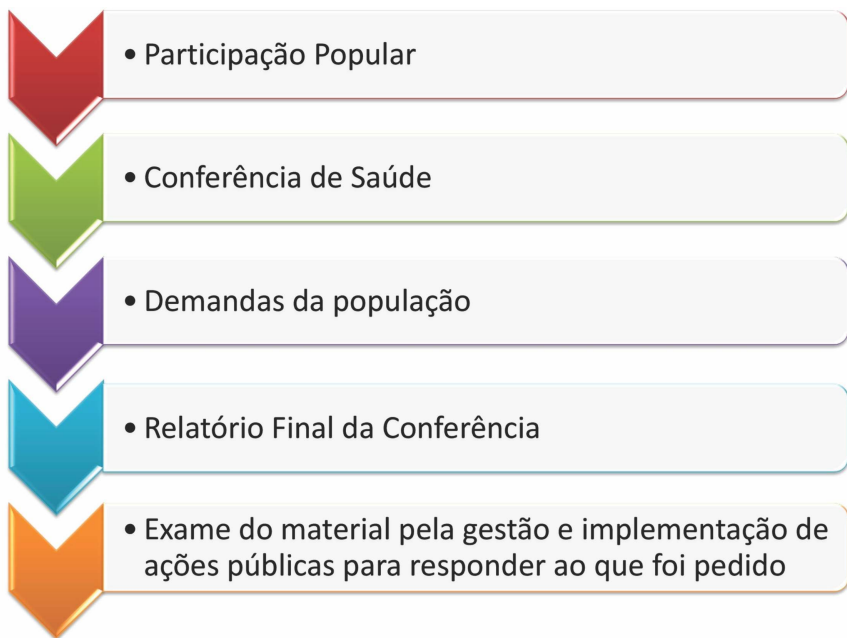 • Participação Popular
• Conferência de Saúde
• Demandas da população
• Relatório Final da Conferência
• Exame do material pela gestão e implementação de
ações públicas para responder ao que foi pedido